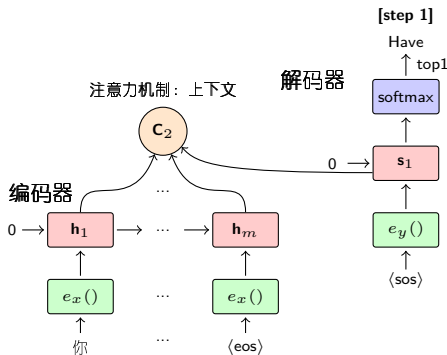 [step 1]
Have
top1
解码器
softmax
注意力机制：上下文
C₂
0
s₁
编码器
...
0
h₁
...
hₘ
e_y()
eₓ()
...
eₓ()
⟨sos⟩
你
...
⟨eos⟩